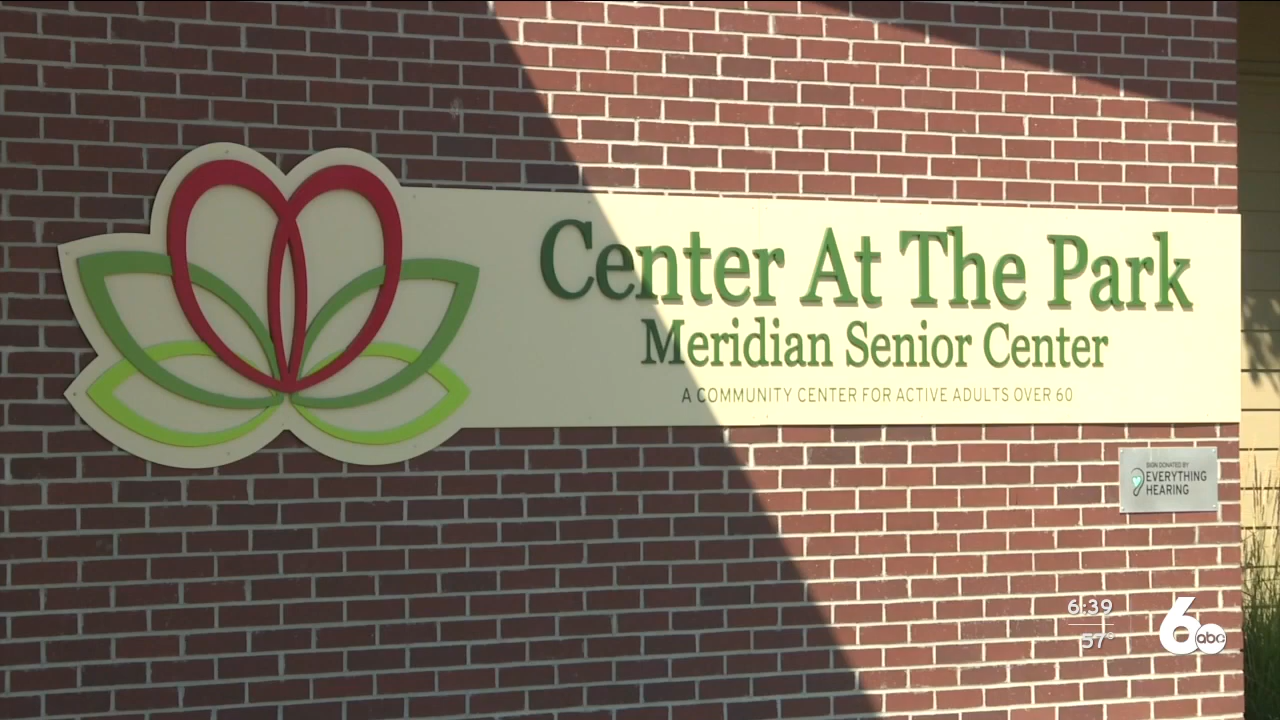 Center At The Park
Meridian Senior Center
A COMMUNITY CENTER FOR ACTIVE ADULTS OVER 60
SIGN DONATED BY
EVERYTHING
HEARING
6:39
57°
6
abc